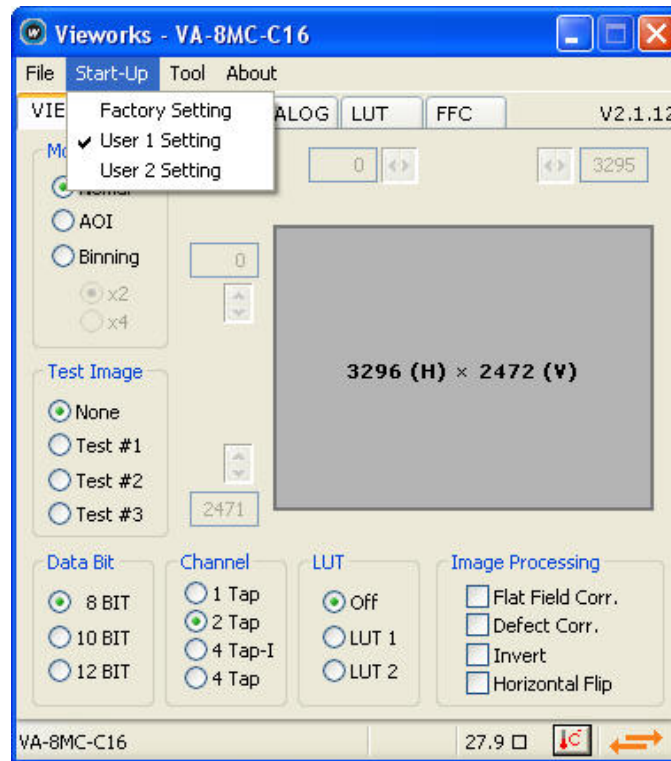 Vieworks - VA-8MC-C16
File Start-Up Tool About
Factory Setting
User 1 Setting
User 2 Setting
VIE ALOG LUT FFC V2.1.12
0 3295
AOI
Binning
x2
x4
0
3296 (H) × 2472 (V)
2471
Test Image
None
Test #1
Test #2
Test #3
Data Bit
8 BIT
10 BIT
12 BIT
Channel
1 Tap
2 Tap
4 Tap-I
4 Tap
LUT
Off
LUT 1
LUT 2
Image Processing
Flat Field Corr.
Defect Corr.
Invert
Horizontal Flip
VA-8MC-C16 27.9 □ C